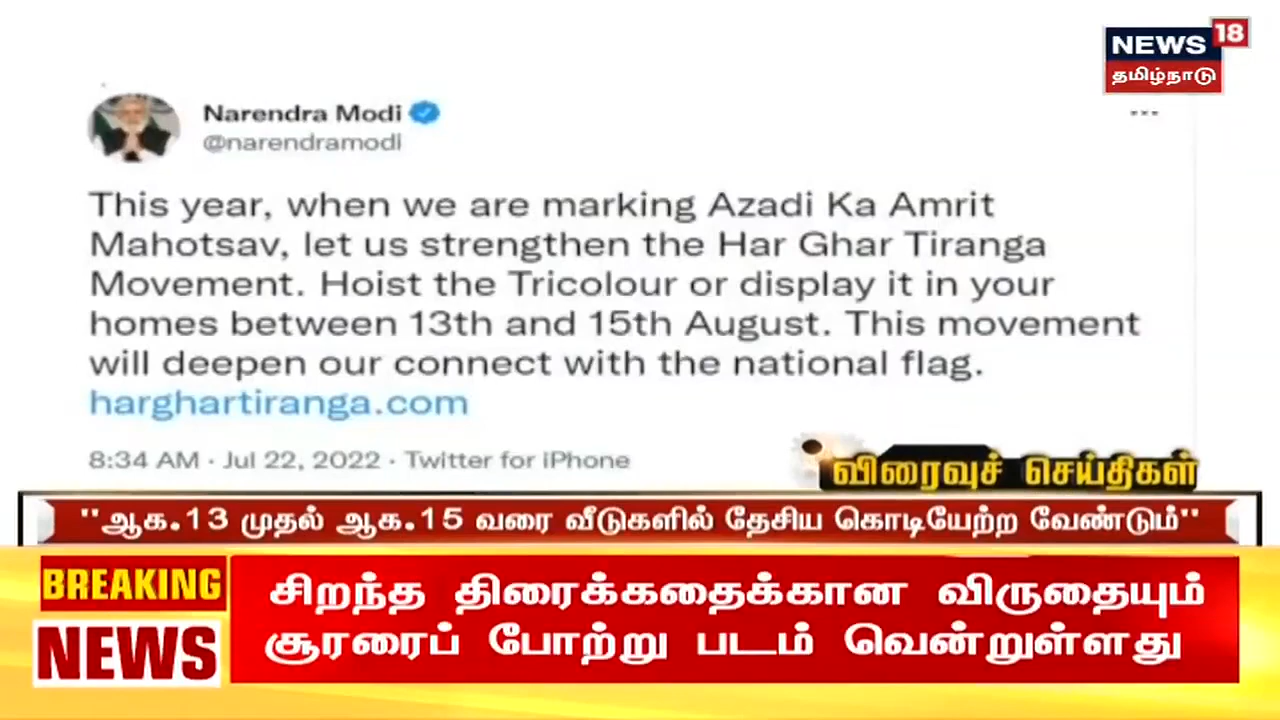 NEWS 18
தமிழ்நாடு
Narendra Modi
@narendramodi
This year, when we are marking Azadi Ka Amrit
Mahotsav, let us strengthen the Har Ghar Tiranga
Movement. Hoist the Tricolour or display it in your
homes between 13th and 15th August. This movement
will deepen our connect with the national flag.
harghartiranga.com
8:34 AM · Jul 22, 2022 · Twitter for iPhone
விரைவுச் செய்திகள்
"ஆக.13 முதல் ஆக.15 வரை வீடுகளில் தேசிய கொடியேற்ற வேண்டும்"
BREAKING
NEWS
சிறந்த திரைக்கதைக்கான விருதையும்
சூரரைப் போற்று படம் வென்றுள்ளது